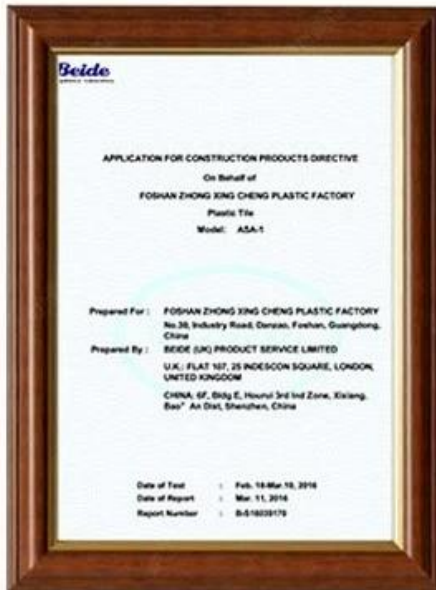 Beide
APPLICATION FOR CONSTRUCTION PRODUCTS DIRECTIVE
On Behalf of
FOSHAN ZHONG XING CHENG PLASTIC FACTORY
Plastic Tile
Model: ASA-1
Prepared For : FOSHAN ZHONG XING CHENG PLASTIC FACTORY
No.30, Industry Road, Danzao, Foshan, Guangdong,
China
Prepared By : BEIDE (UK) PRODUCT SERVICE LIMITED
U.K.: FLAT 107, 25 INDESCON SQUARE, LONDON,
UNITED KINGDOM
CHINA: 6F, Bldg E, Hourui 3rd Ind Zone, Xixiang,
Bao" An Dist, Shenzhen, China
Date of Test : Feb. 18-Mar.10, 2016
Date of Report : Mar. 11, 2016
Report Number :